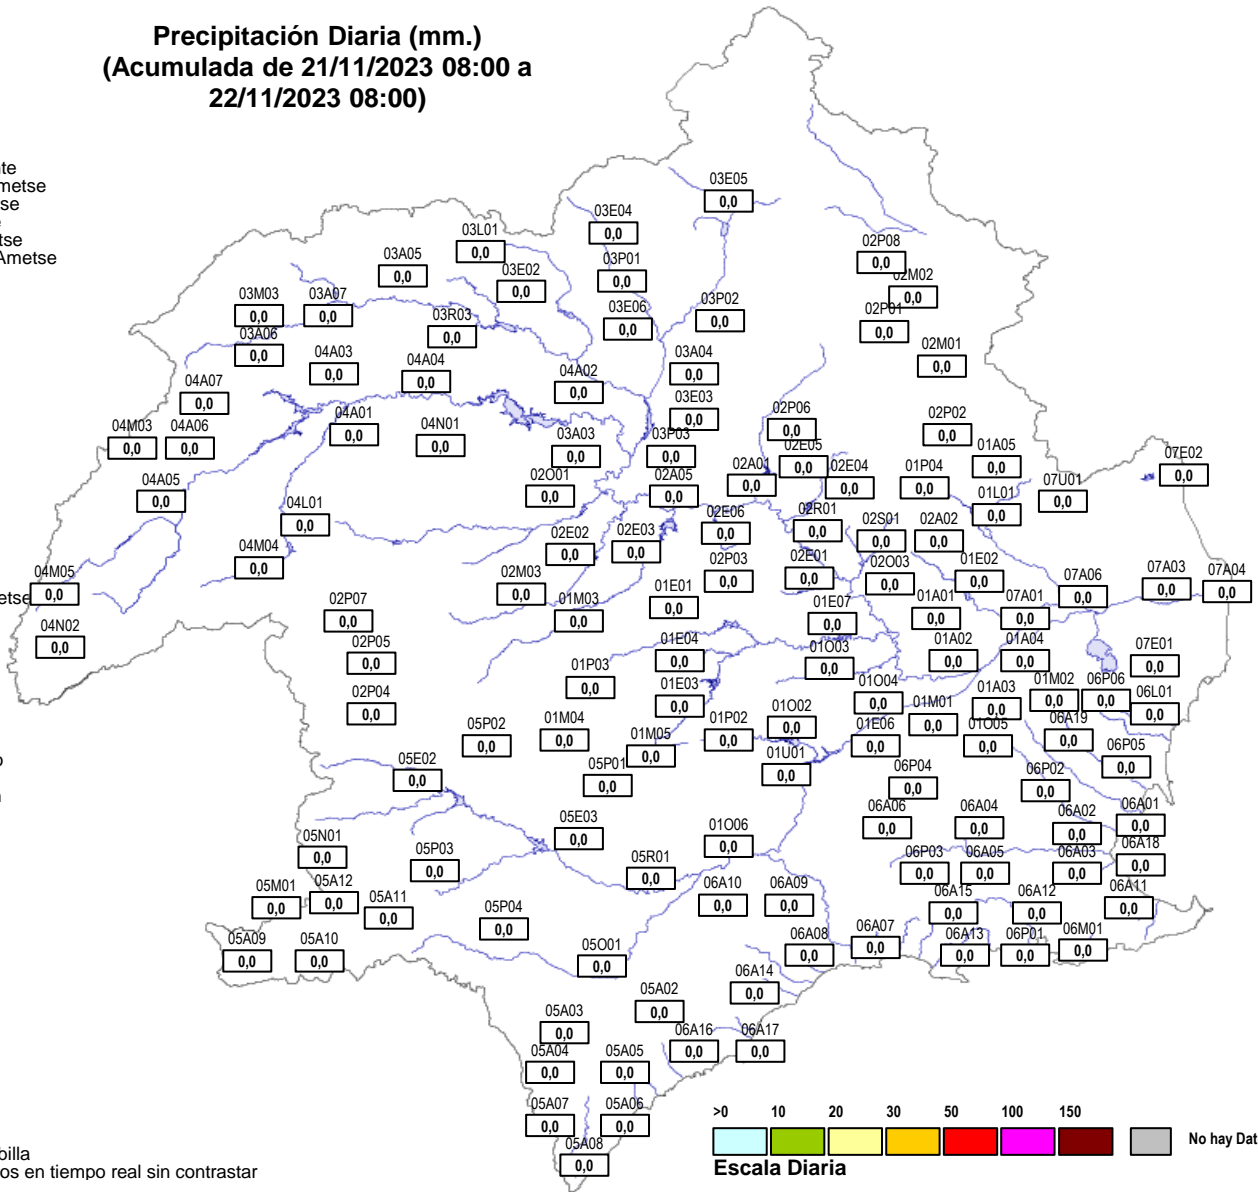 Precipitación Diaria (mm.)
(Acumulada de 21/11/2023 08:00 a
22/11/2023 08:00)
03E05
0,0
03E04
0,0
03L01
0,0
03A05
0,0
03P01
0,0
03E02
0,0
02P08
0,0
02M02
0,0
03M03
0,0
03A07
0,0
03R03
0,0
03E06
0,0
03P02
0,0
02P01
0,0
03A06
0,0
04A03
0,0
04A04
0,0
04A02
0,0
03A04
0,0
02M01
0,0
04A07
0,0
03E03
0,0
04M03
0,0
04A06
0,0
04A01
0,0
04N01
0,0
03A03
0,0
03P03
0,0
02P06
0,0
02P02
0,0
02E05
0,0
01A05
0,0
07E02
0,0
04A05
0,0
02O01
0,0
02A05
0,0
02A01
0,0
02E04
0,0
01P04
0,0
07U01
0,0
01L01
0,0
04L01
0,0
02E06
0,0
02R01
0,0
02S01
0,0
02A02
0,0
02E02
0,0
02E03
0,0
04M04
0,0
02P03
0,0
02E01
0,0
02O03
0,0
01E02
0,0
04M05
0,0
02M03
0,0
07A06
0,0
07A03
0,0
07A04
0,0
01M03
0,0
01E01
0,0
01E07
0,0
01A01
0,0
07A01
0,0
02P07
0,0
04N02
0,0
02P05
0,0
01E04
0,0
01O03
0,0
01A02
0,0
01A04
0,0
07E01
0,0
01P03
0,0
02P04
0,0
01E03
0,0
01O04
0,0
01A03
0,0
01M02
0,0
06P06
0,0
06L01
0,0
05P02
0,0
01M04
0,0
01M05
0,0
01P02
0,0
01O02
0,0
01E06
0,0
01M01
0,0
01O05
0,0
06A19
0,0
06P05
0,0
05E02
0,0
05P01
0,0
01U01
0,0
06P04
0,0
06P02
0,0
05E03
0,0
01O06
0,0
06A06
0,0
06A04
0,0
06A02
0,0
06A01
0,0
05N01
0,0
05P03
0,0
05R01
0,0
06P03
0,0
06A05
0,0
06A03
0,0
06A18
0,0
05M01
0,0
05A12
0,0
05A11
0,0
06A10
0,0
06A09
0,0
06A15
0,0
06A12
0,0
06A11
0,0
05P04
0,0
05A09
0,0
05A10
0,0
05O01
0,0
06A08
0,0
06A07
0,0
06A13
0,0
06P01
0,0
06M01
0,0
06A14
0,0
05A02
0,0
05A03
0,0
06A16
0,0
06A17
0,0
05A04
0,0
05A05
0,0
05A07
0,0
05A06
0,0
05A08
0,0
>0 10 20 30 50 100 150
No hay Dat
Escala Diaria
billa
os en tiempo real sin contrastar